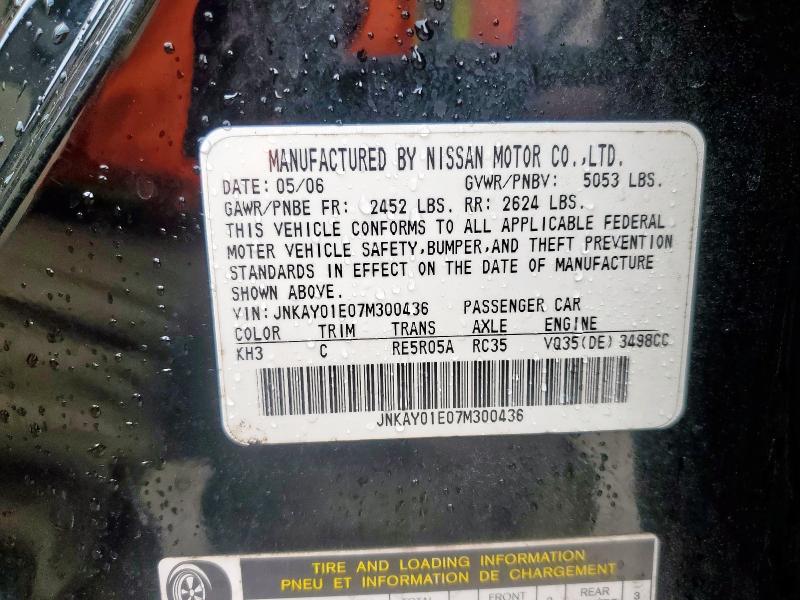 MANUFACTURED BY NISSAN MOTOR CO.,LTD.
DATE: 05/06 GVWR/PNBV: 5053 LBS.
GAWR/PNBE FR: 2452 LBS. RR: 2624 LBS.
THIS VEHICLE CONFORMS TO ALL APPLICABLE FEDERAL
MOTER VEHICLE SAFETY,BUMPER,AND THEFT PREVENTION
STANDARDS IN EFFECT ON THE DATE OF MANUFACTURE
SHOWN ABOVE.
VIN:JNKAY01E07M300436 PASSENGER CAR
COLOR TRIM TRANS AXLE ENGINE
KH3 C RE5R05A RC35 VQ35(DE) 3498CC
JNKAY01E07M300436
TIRE AND LOADING INFORMATION
PNEU ET INFORMATION DE CHARGEMENT
FRONT REAR